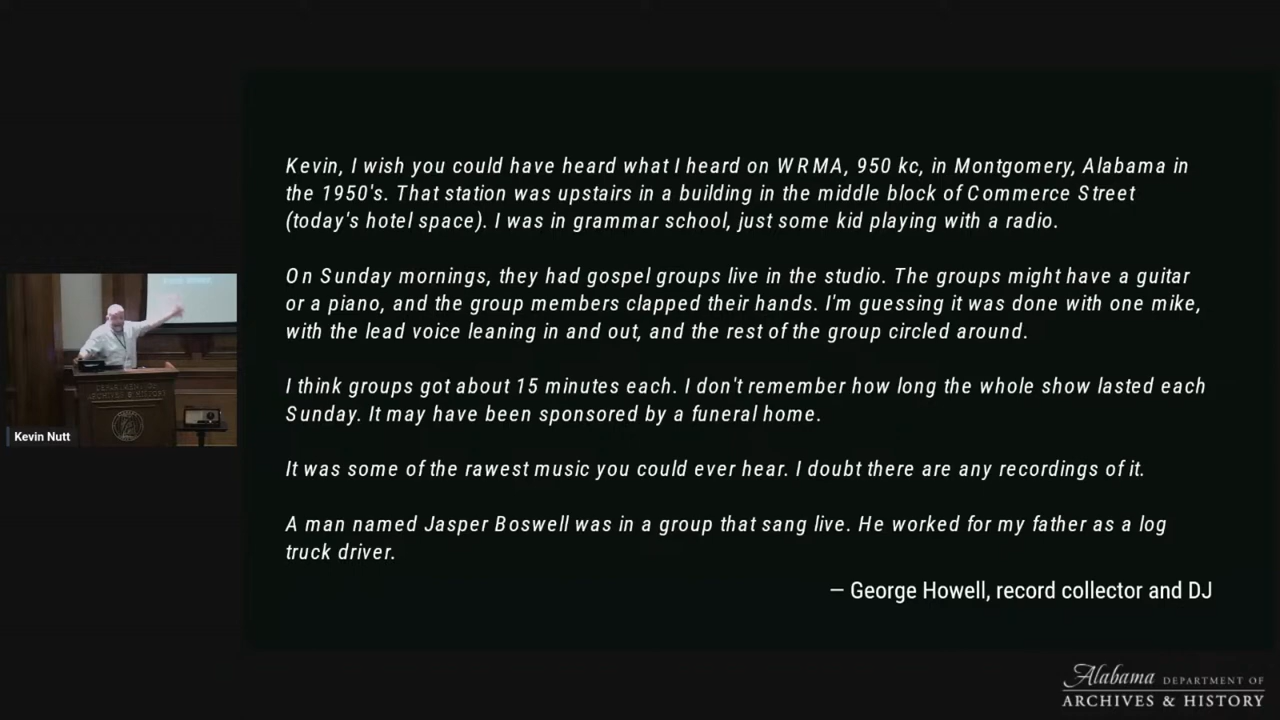 Kevin, I wish you could have heard what I heard on WRMA, 950 kc, in Montgomery, Alabama in
the 1950's. That station was upstairs in a building in the middle block of Commerce Street
(today's hotel space). I was in grammar school, just some kid playing with a radio.
On Sunday mornings, they had gospel groups live in the studio. The groups might have a guitar
or a piano, and the group members clapped their hands. I'm guessing it was done with one mike,
with the lead voice leaning in and out, and the rest of the group circled around.
I think groups got about 15 minutes each. I don't remember how long the whole show lasted each
Sunday. It may have been sponsored by a funeral home.
It was some of the rawest music you could ever hear. I doubt there are any recordings of it.
A man named Jasper Boswell was in a group that sang live. He worked for my father as a log
truck driver.
— George Howell, record collector and DJ
DEPARTMENT OF
ARCHIVES & HISTORY
Kevin Nutt
Alabama DEPARTMENT OF
ARCHIVES & HISTORY